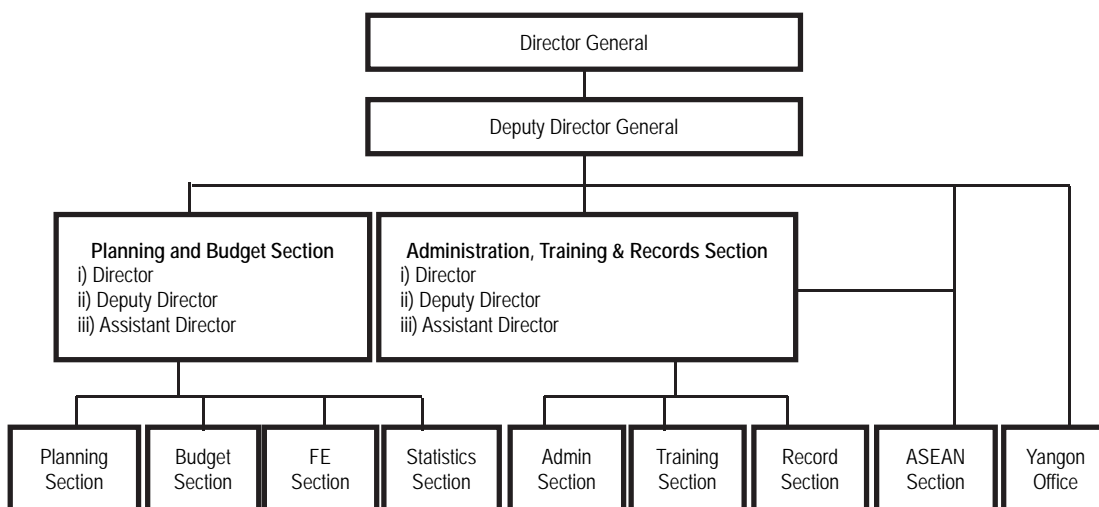 Director General
Deputy Director General
Planning and Budget Section
i) Director
ii) Deputy Director
iii) Assistant Director
Administration, Training & Records Section
i) Director
ii) Deputy Director
iii) Assistant Director
Planning
Section
Budget
Section
FE
Section
Statistics
Section
Admin
Section
Training
Section
Record
Section
ASEAN
Section
Yangon
Office